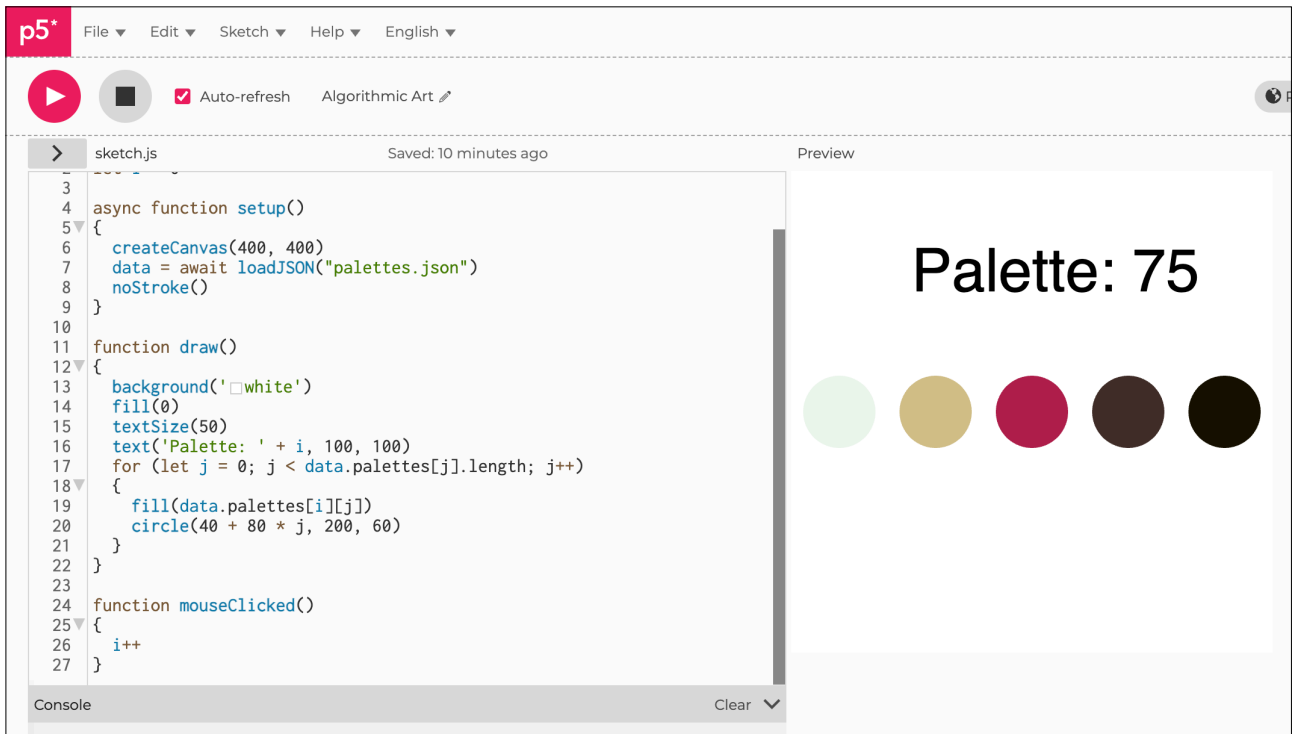 p5*
File Edit Sketch Help English
Auto-refresh Algorithmic Art
sketch.js Saved: 10 minutes ago Preview
3
4 async function setup()
5 {
6 createCanvas(400, 400)
7 data = await loadJSON("palettes.json")
8 noStroke()
9 }
10
11 function draw()
12 {
13 background('white')
14 fill(0)
15 textSize(50)
16 text('Palette: ' + i, 100, 100)
17 for (let j = 0; j < data.palettes[j].length; j++)
18 {
19 fill(data.palettes[i][j])
20 circle(40 + 80 * j, 200, 60)
21 }
22 }
23
24 function mouseClicked()
25 {
26 i++
27 }
Palette: 75
Console Clear